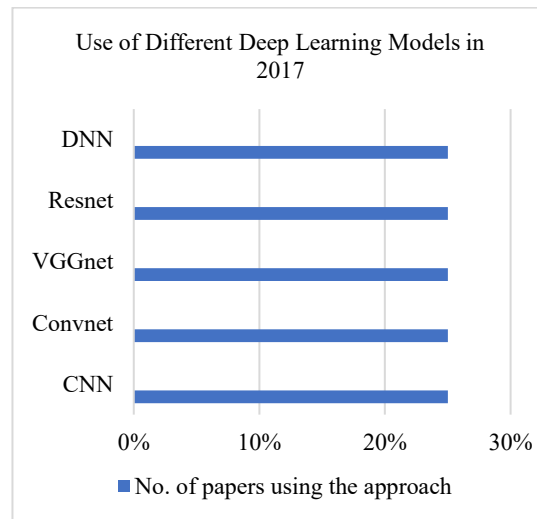 Use of Different Deep Learning Models in
2017
DNN
Resnet
VGGnet
Convnet
CNN
0% 10% 20% 30%
No. of papers using the approach